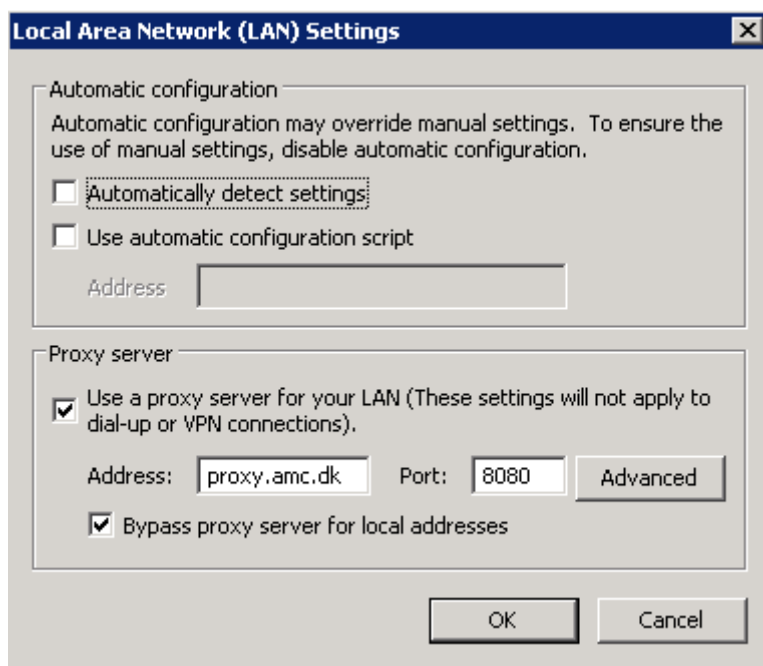 Local Area Network (LAN) Settings
Automatic configuration
Automatic configuration may override manual settings. To ensure the
use of manual settings, disable automatic configuration.
Automatically detect settings
Use automatic configuration script
Address
Proxy server
Use a proxy server for your LAN (These settings will not apply to
dial-up or VPN connections).
Address: proxy.amc.dk Port: 8080 Advanced
Bypass proxy server for local addresses
OK Cancel